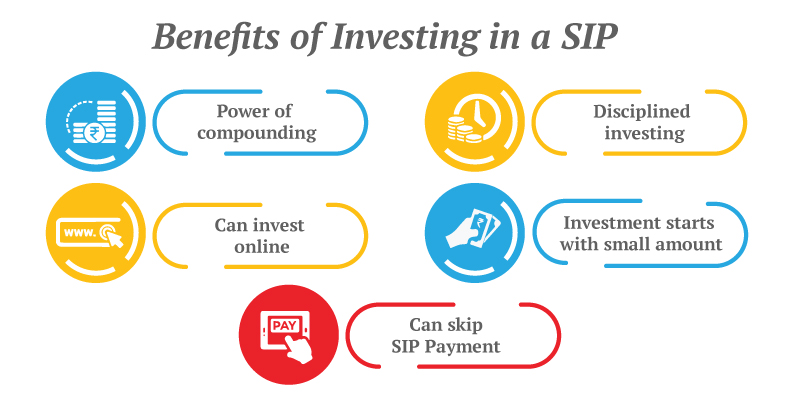 Benefits of Investing in a SIP
₹
Power of
compounding
Disciplined
investing
www.
Can invest
online
₹
Investment starts
with small amount
PAY
Can skip
SIP Payment